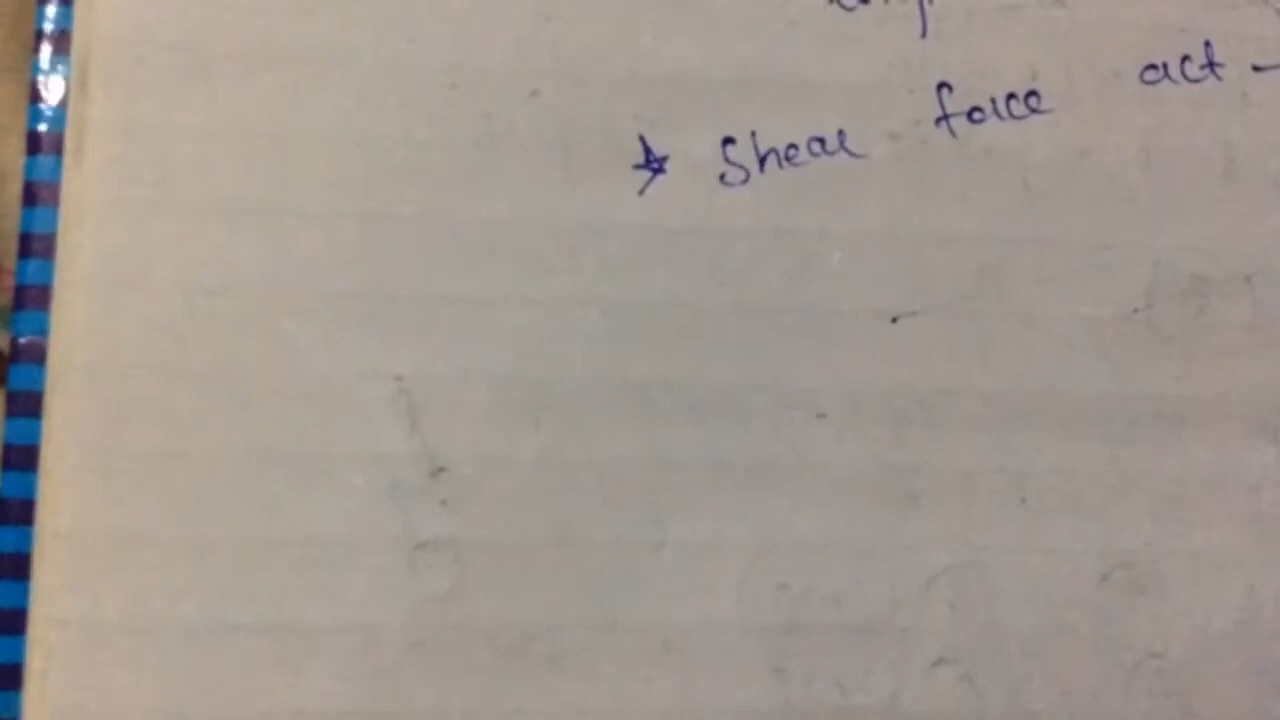 ★ Shear force act -